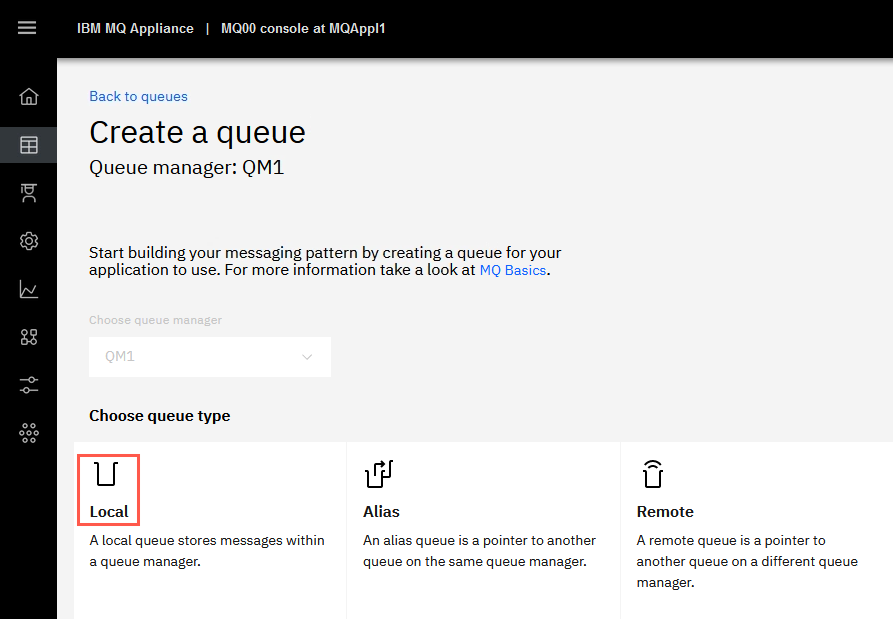 IBM MQ Appliance | MQ00 console at MQAppl1
Back to queues
Create a queue
Queue manager: QM1
Start building your messaging pattern by creating a queue for your
application to use. For more information take a look at MQ Basics.
Choose queue manager
QM1
Choose queue type
Local
A local queue stores messages within
a queue manager.
Alias
An alias queue is a pointer to another
queue on the same queue manager.
Remote
A remote queue is a pointer to
another queue on a different queue
manager.